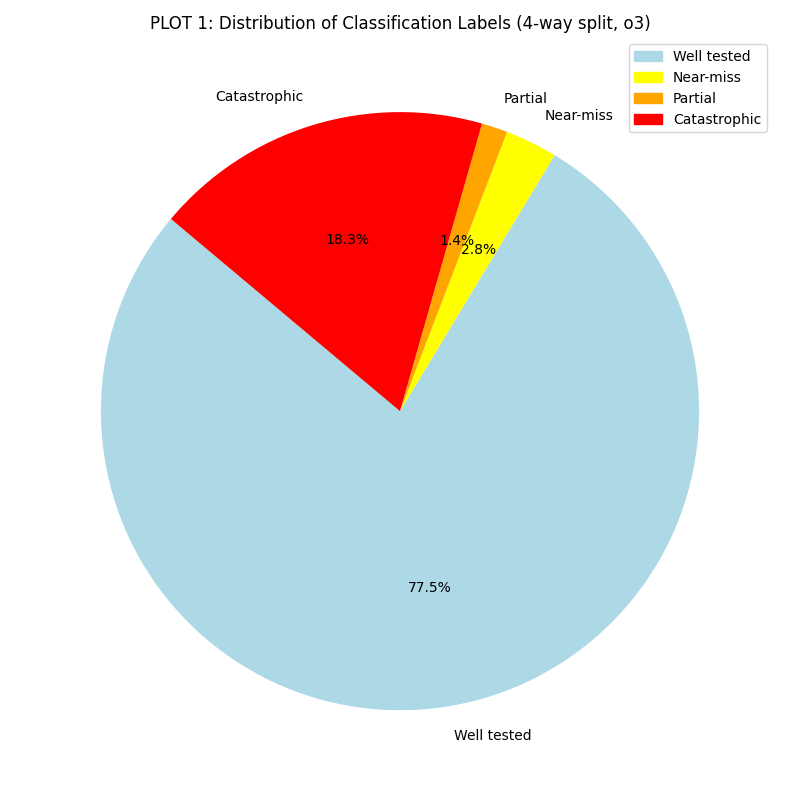 PLOT 1: Distribution of Classification Labels (4-way split, o3)
Well tested
Near-miss
Partial
Catastrophic
Catastrophic
Partial
Near-miss
18.3%
1.4%
2.8%
77.5%
Well tested